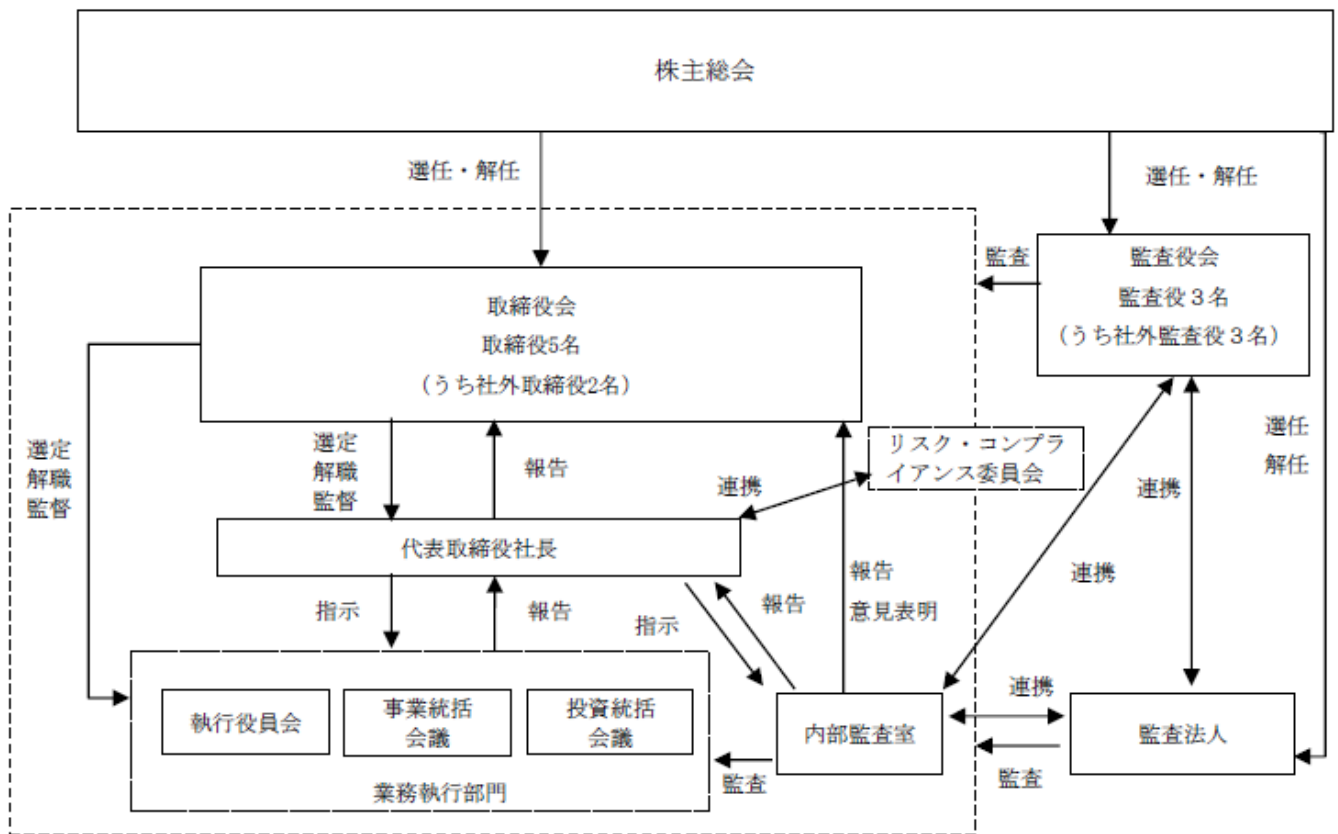 株主総会
選任・解任
選任・解任
監査
監査役会
監査役３名
（うち社外監査役３名）
取締役会
取締役5名
（うち社外取締役2名）
選定
解職
監督
選定
解職
監督
報告
連携
リスク・コンプラ
イアンス委員会
連携
選任
解任
代表取締役社長
指示
報告
指示
報告
報告
意見表明
連携
執行役員会
事業統括
会議
投資統括
会議
業務執行部門
監査
内部監査室
連携
監査
監査法人